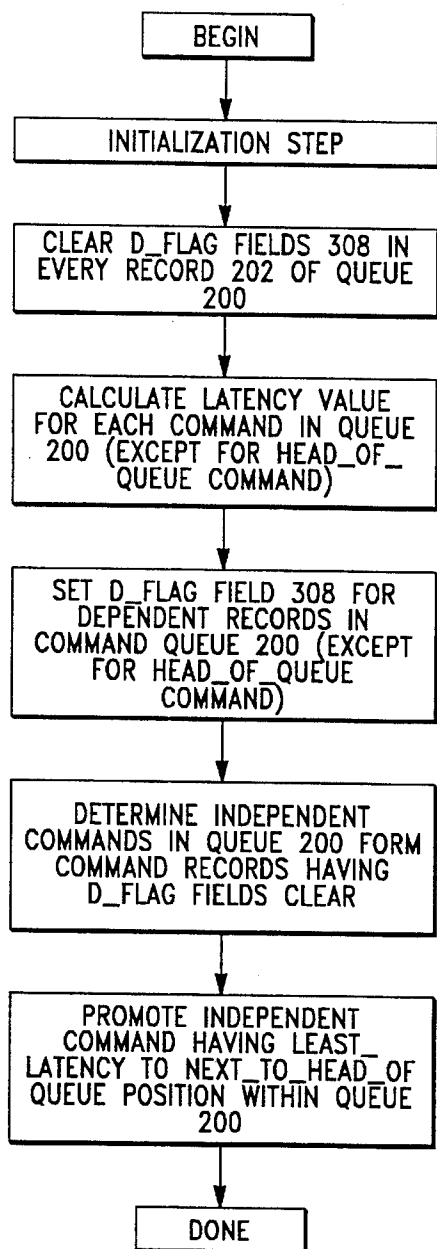 BEGIN
INITIALIZATION STEP
CLEAR D_FLAG FIELDS 308 IN
EVERY RECORD 202 OF QUEUE
200
CALCULATE LATENCY VALUE
FOR EACH COMMAND IN QUEUE
200 (EXCEPT FOR HEAD_OF_
QUEUE COMMAND)
SET D_FLAG FIELD 308 FOR
DEPENDENT RECORDS IN
COMMAND QUEUE 200 (EXCEPT
FOR HEAD_OF_QUEUE
COMMAND)
DETERMINE INDEPENDENT
COMMANDS IN QUEUE 200 FORM
COMMAND RECORDS HAVING
D_FLAG FIELDS CLEAR
PROMOTE INDEPENDENT
COMMAND HAVING LEAST_
LATENCY TO NEXT_TO_HEAD_OF
QUEUE POSITION WITHIN QUEUE
200
DONE